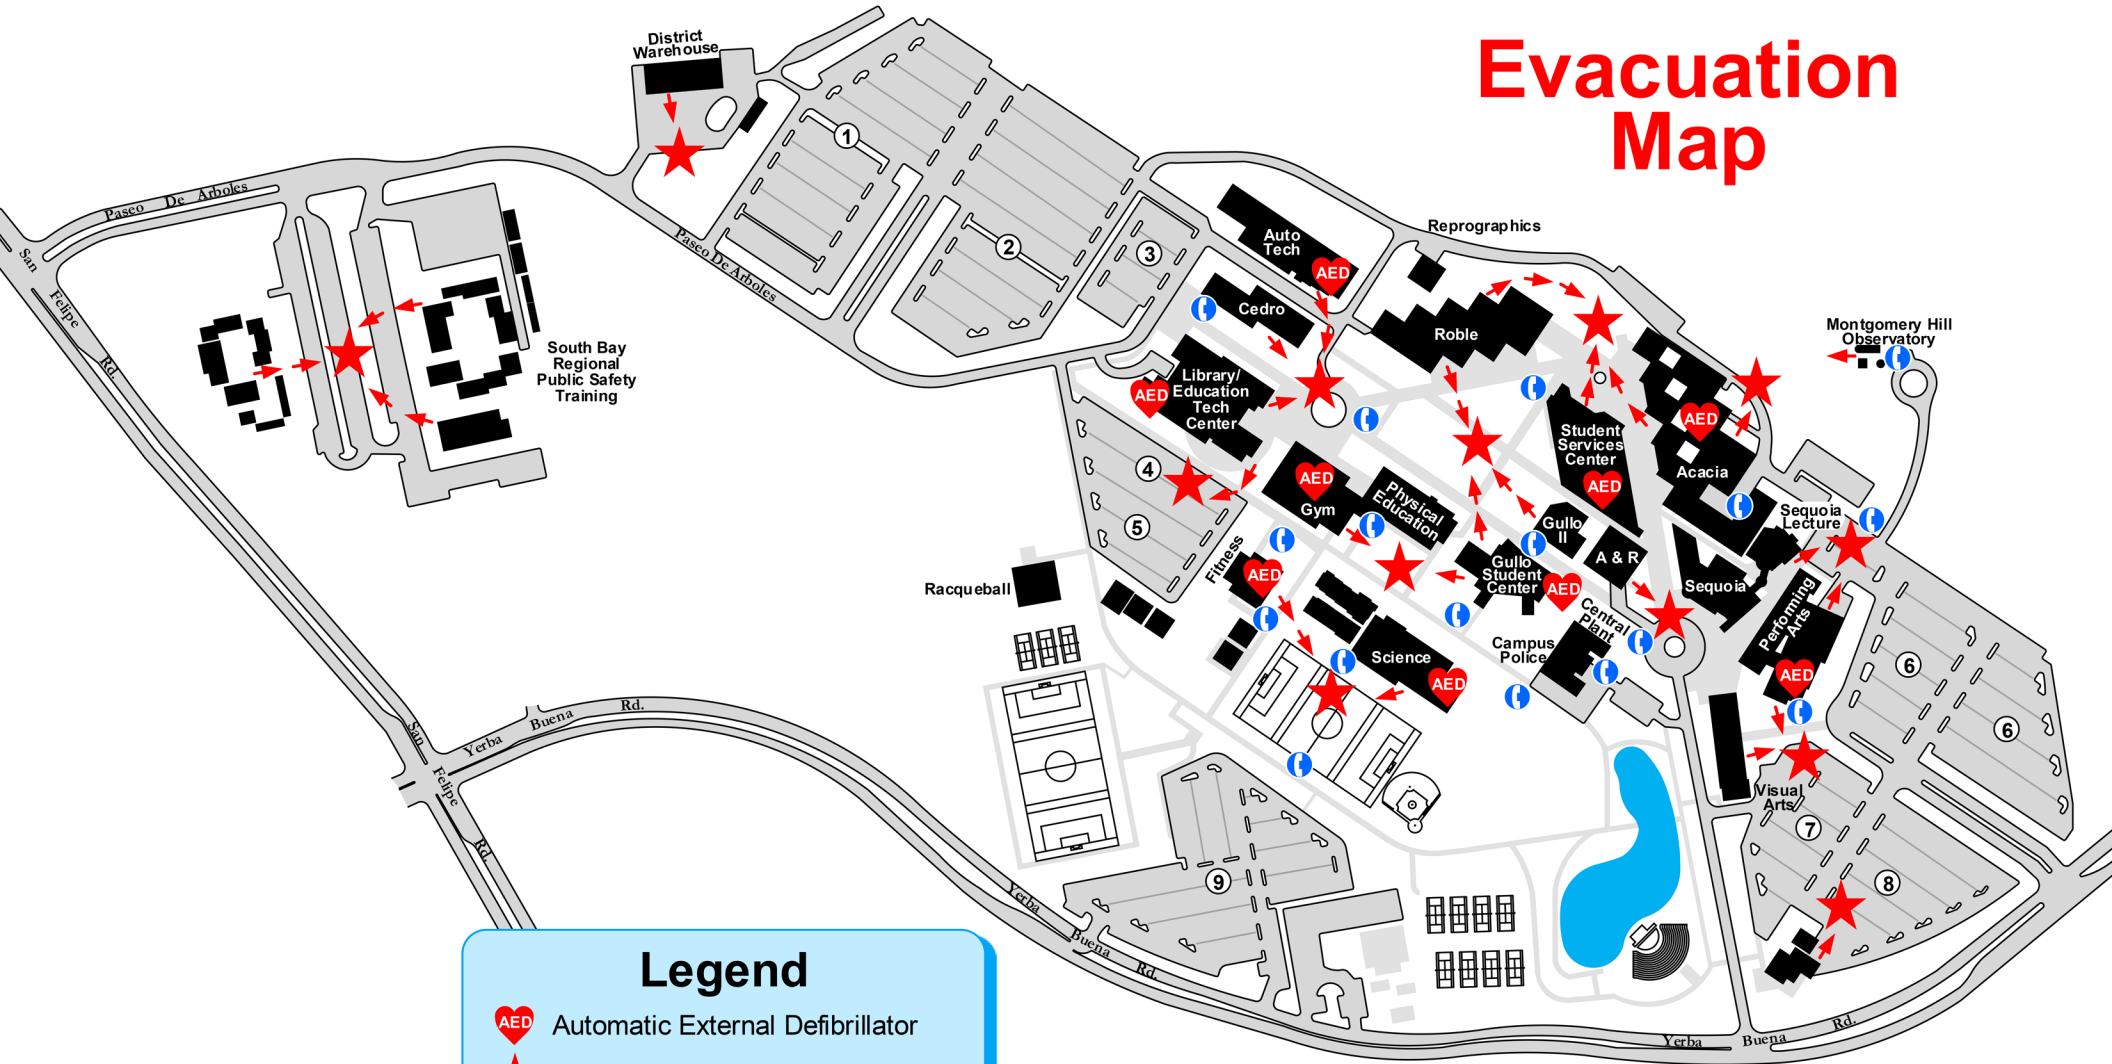 Evacuation
Map
District
Warehouse
1
2
3
Paseo De Arboles
Paseo De Arboles
San
Felipe
Rd.
South Bay
Regional
Public Safety
Training
Auto
Tech
AED
Reprographics
Cedro
Roble
Montgomery Hill
Observatory
Library/
Education
Tech
Center
AED
Student
Services
Center
AED
AED
Acacia
4
5
AED
Gym
Physical
Education
Gullo
II
A & R
Sequoia
Lecture
Fitness
AED
Gullo
Student
Center
AED
Sequoia
Racqueball
Central
Plant
Performing
Arts
AED
Campus
Police
Science
AED
6
6
San
Felipe
Rd.
Yerba Buena Rd.
Visual
Arts
7
8
9
Yerba
Buena
Rd.
Yerba Buena Rd.
Legend
AED Automatic External Defibrillator